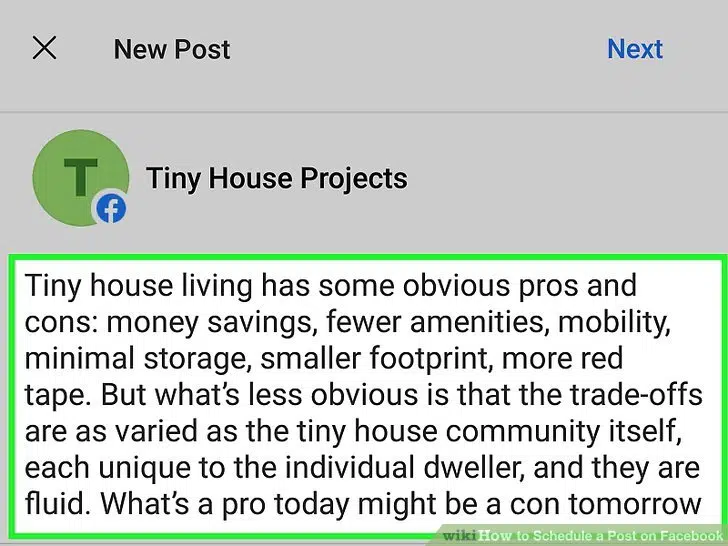 New Post
Next
T
Tiny House Projects
Tiny house living has some obvious pros and
cons: money savings, fewer amenities, mobility,
minimal storage, smaller footprint, more red
tape. But what’s less obvious is that the trade-offs
are as varied as the tiny house community itself,
each unique to the individual dweller, and they are
fluid. What’s a pro today might be a con tomorrow
wikiHow to Schedule a Post on Facebook